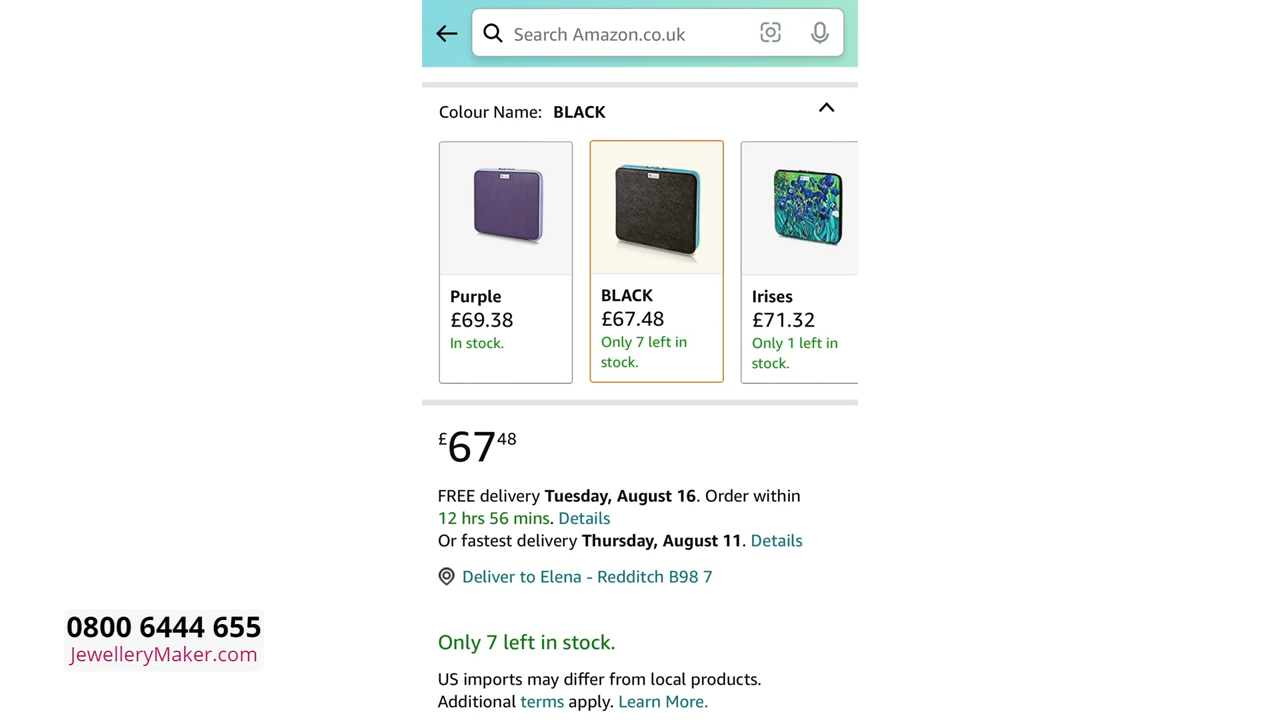 Search Amazon.co.uk
Colour Name: BLACK
Purple
£69.38
In stock.
BLACK
£67.48
Only 7 left in
stock.
Irises
£71.32
Only 1 left in
stock.
£67.48
FREE delivery Tuesday, August 16. Order within
12 hrs 56 mins. Details
Or fastest delivery Thursday, August 11. Details
Deliver to Elena - Redditch B98 7
Only 7 left in stock.
US imports may differ from local products.
Additional terms apply. Learn More.
0800 6444 655
JewelleryMaker.com